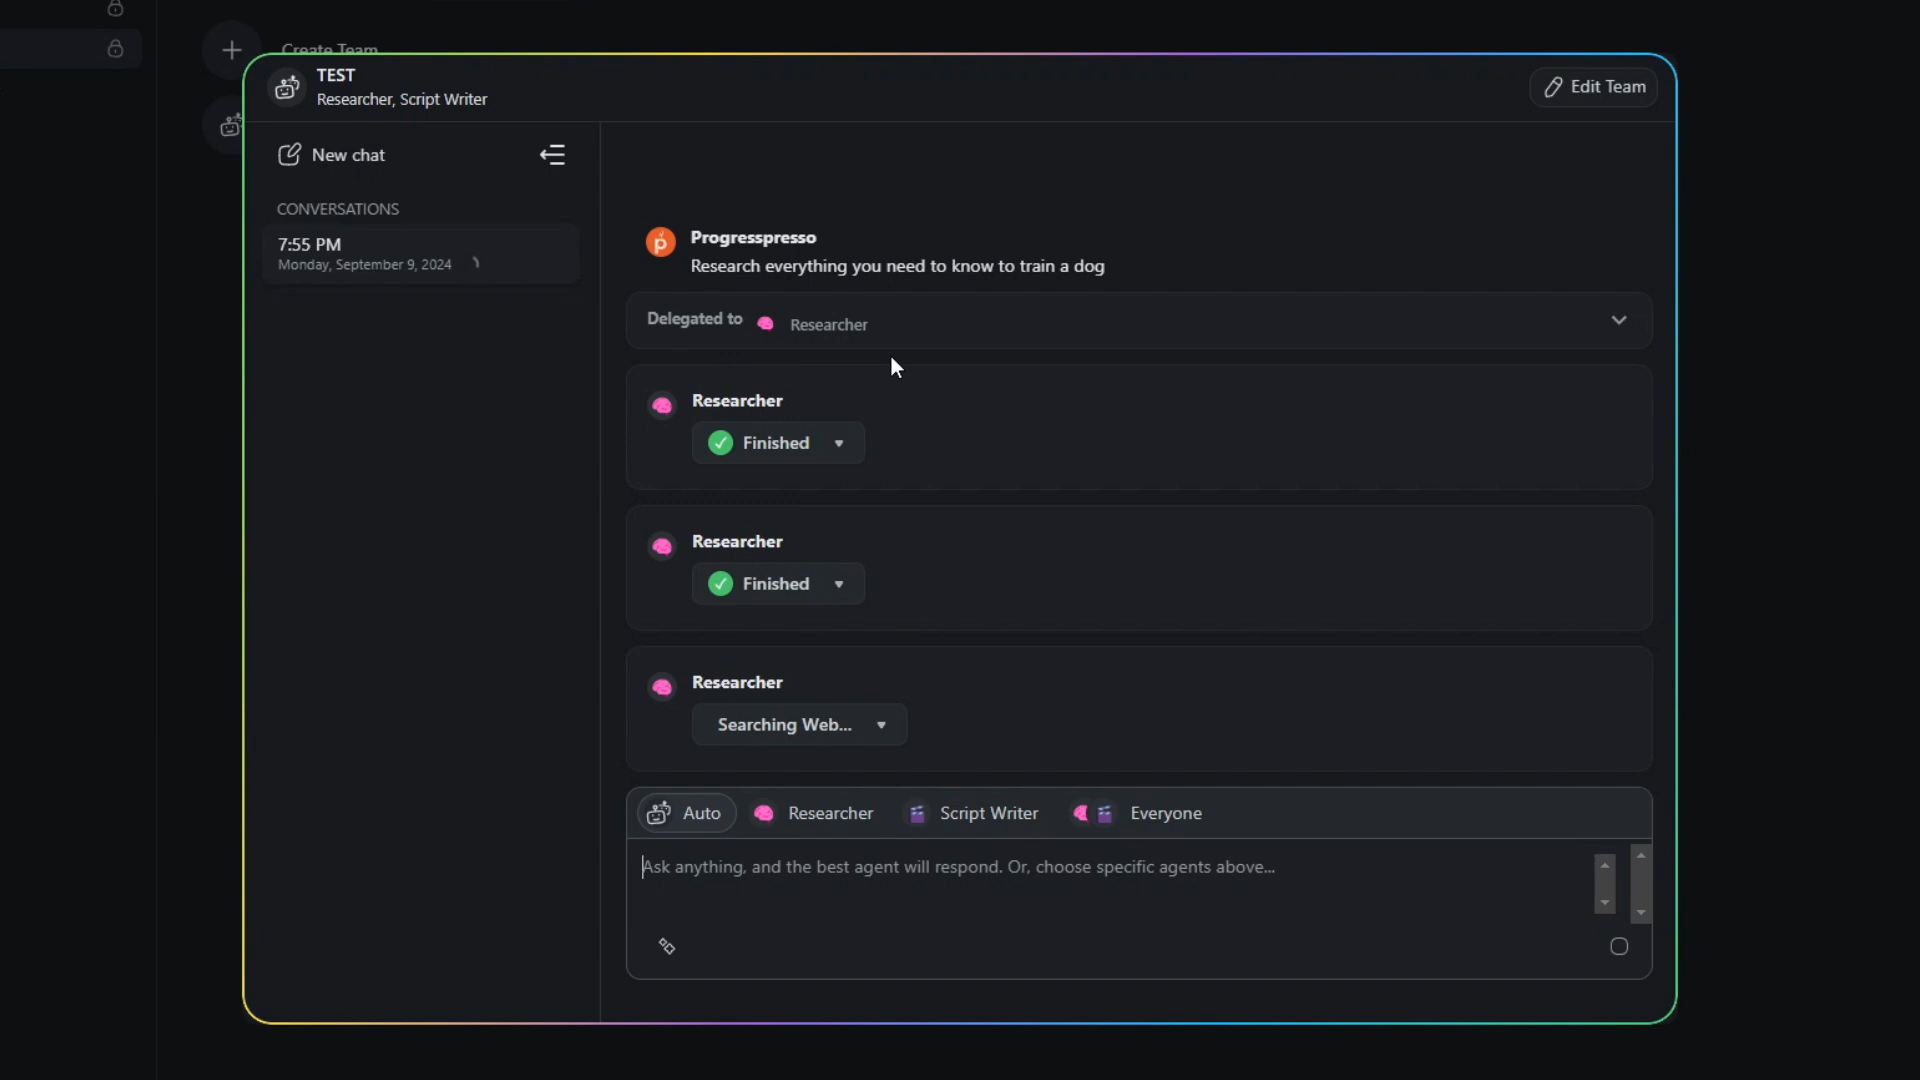 Create Team
TEST
Researcher, Script Writer
Edit Team
New chat
CONVERSATIONS
7:55 PM
Monday, September 9, 2024
Progresspresso
Research everything you need to know to train a dog
Delegated to Researcher
Researcher
Finished
Researcher
Finished
Researcher
Searching Web...
Auto Researcher Script Writer Everyone
Ask anything, and the best agent will respond. Or, choose specific agents above...